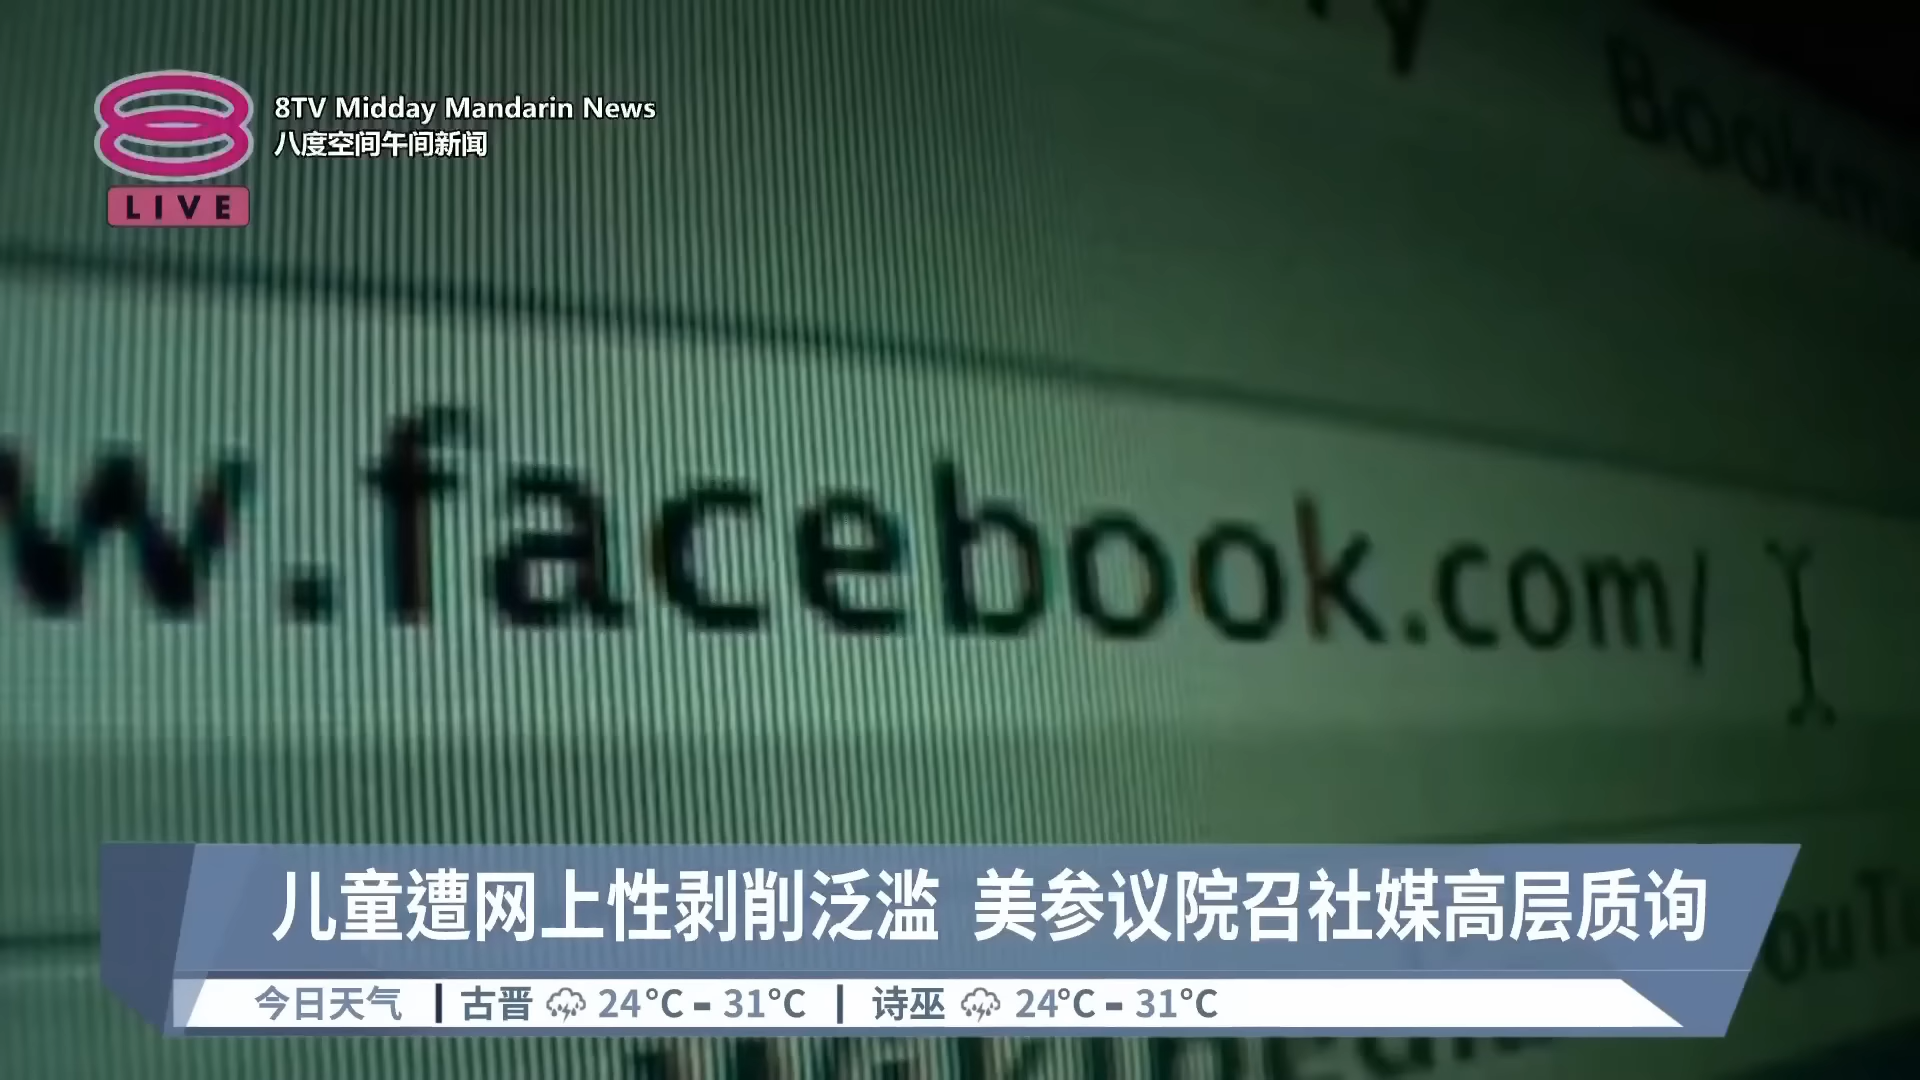 8TV Midday Mandarin News
八度空间午间新闻
LIVE
Bookm
w.facebook.com/
儿童遭网上性剥削泛滥 美参议院召社媒高层质询
ouT
今日天气 | 古晋 24°C - 31°C | 诗巫 24°C - 31°C